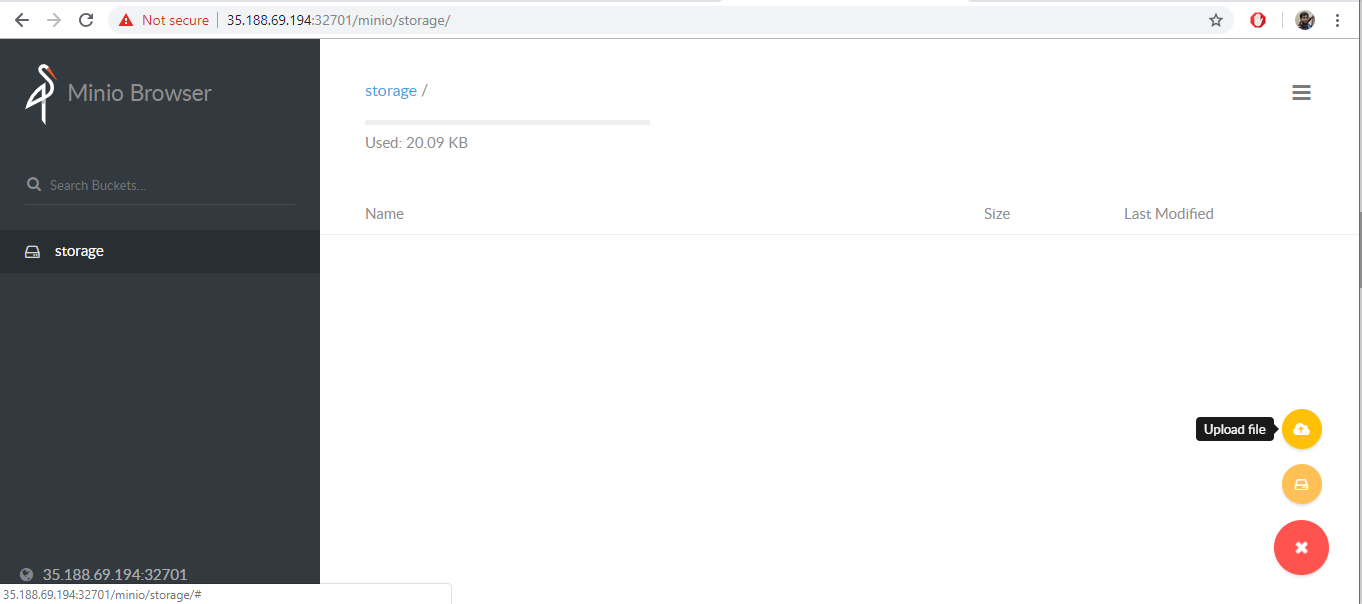 Not secure | 35.188.69.194:32701/minio/storage/
Minio Browser
storage /
Used: 20.09 KB
Search Buckets...
Name Size Last Modified
storage
Upload file
35.188.69.194:32701
35.188.69.194:32701/minio/storage/#